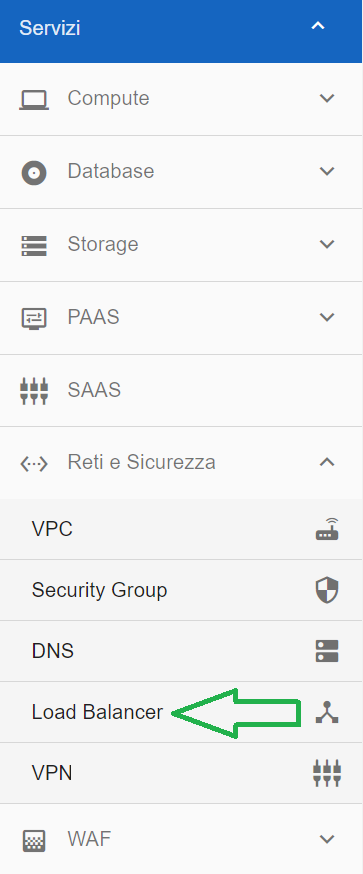 Servizi
Compute
Database
Storage
PAAS
SAAS
Reti e Sicurezza
VPC
Security Group
DNS
Load Balancer
VPN
WAF